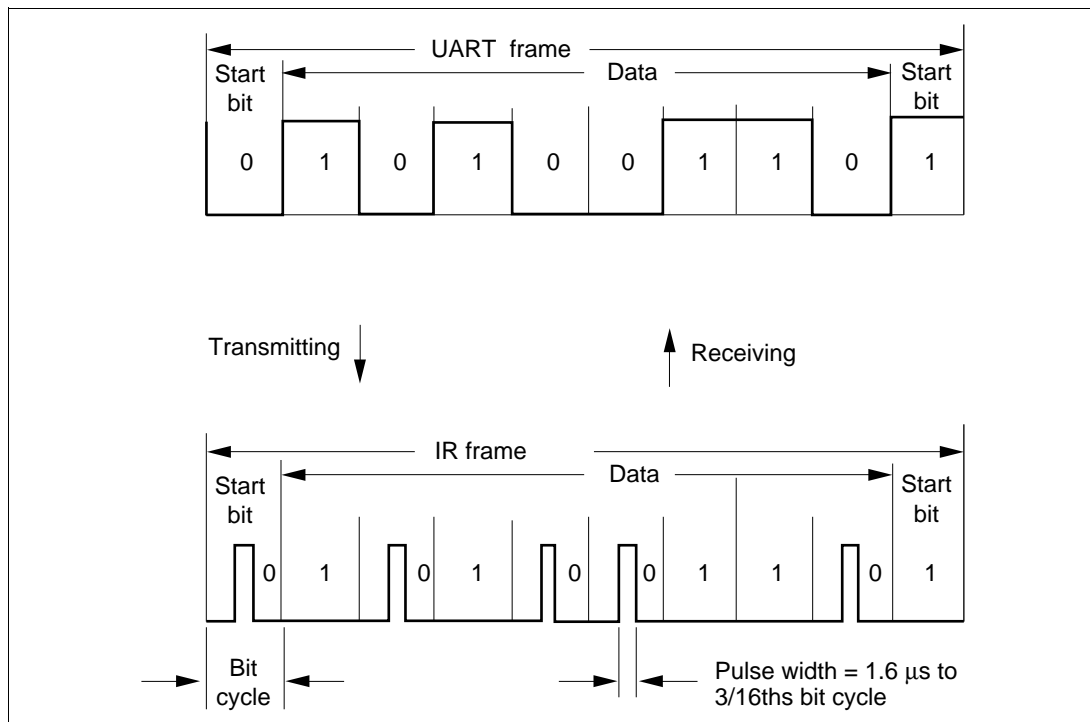 UART frame
Start
bit
Data
Start
bit
0 1 0 1 0 0 1 1 0 1
Transmitting
Receiving
IR frame
Start
bit
Data
Start
bit
0 1 0 1 0 0 1 1 0 1
Bit
cycle
Pulse width = 1.6 μs to
3/16ths bit cycle